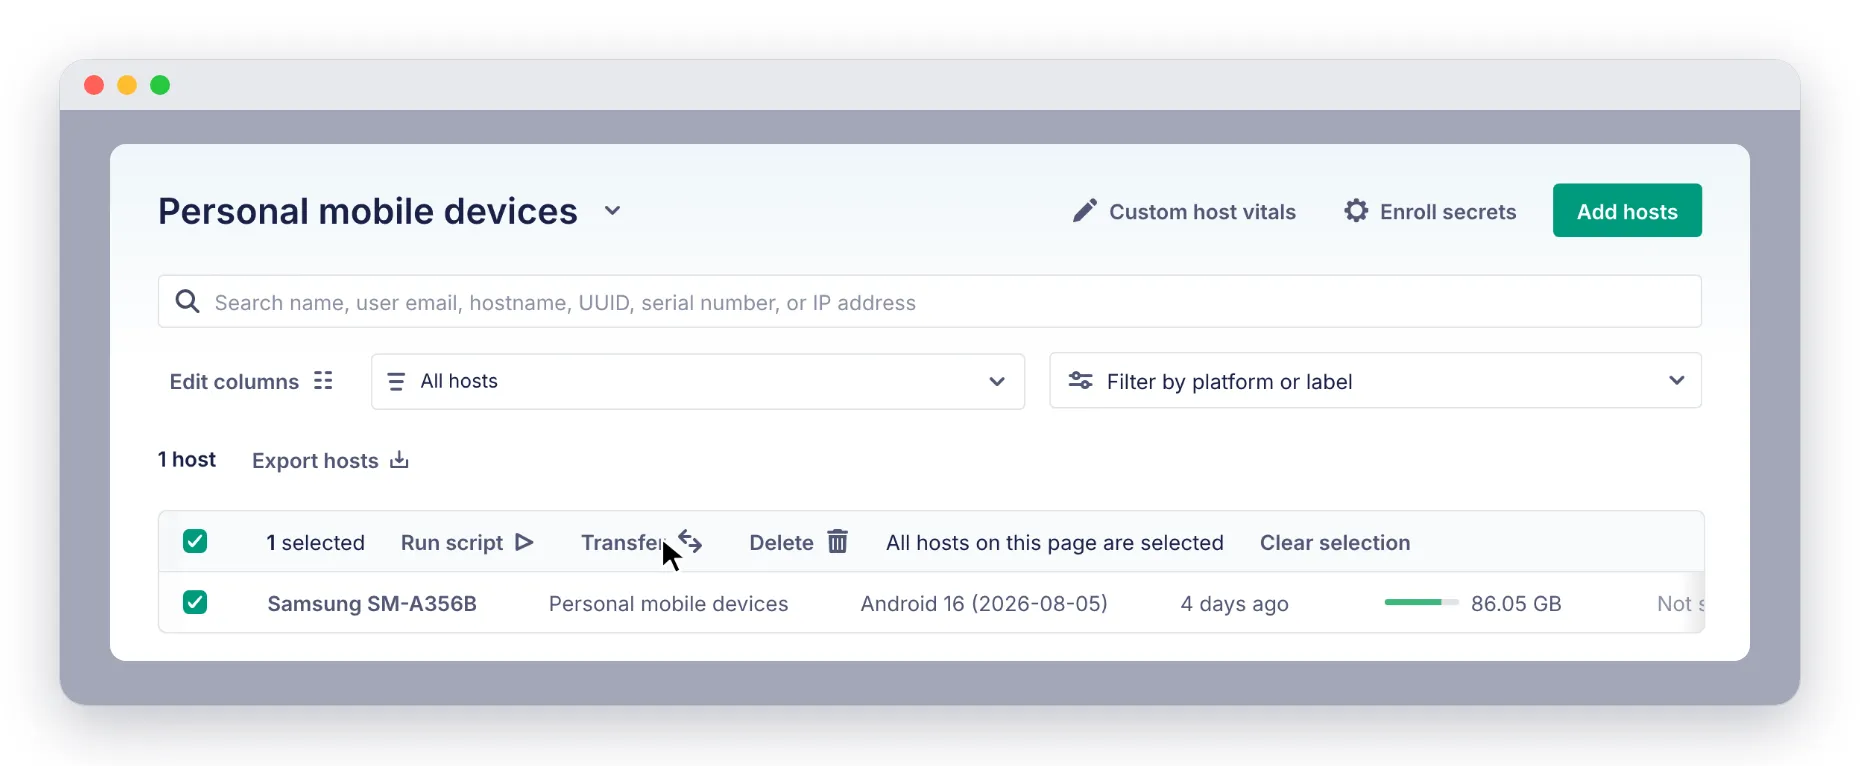 Personal mobile devices
Custom host vitals
Enroll secrets
Add hosts
Search name, user email, hostname, UUID, serial number, or IP address
Edit columns
All hosts
Filter by platform or label
1 host
Export hosts
1 selected
Run script
Transfer
Delete
All hosts on this page are selected
Clear selection
Samsung SM-A356B
Personal mobile devices
Android 16 (2026-08-05)
4 days ago
86.05 GB
Not